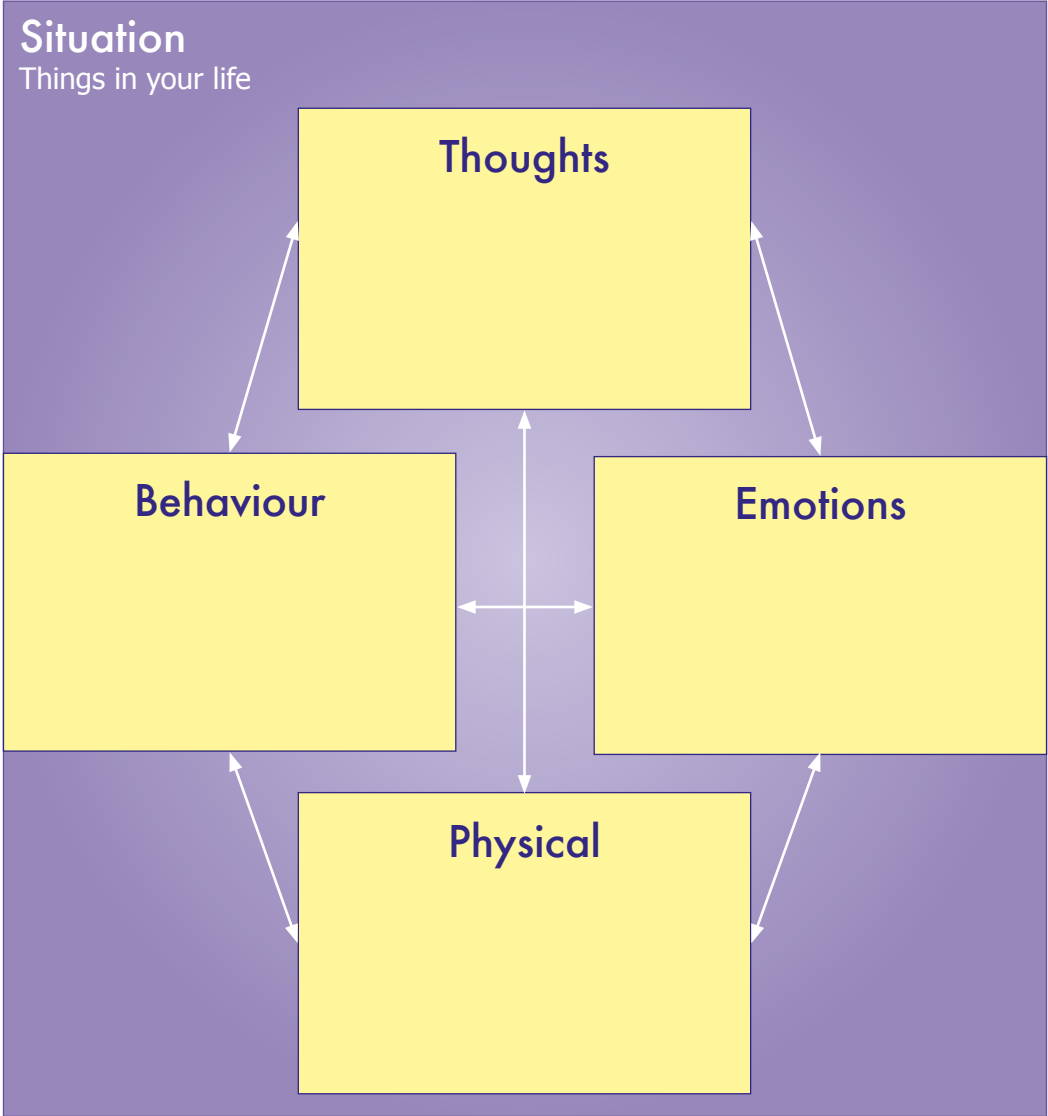 Situation
Things in your life
Thoughts
Behaviour
Emotions
Physical